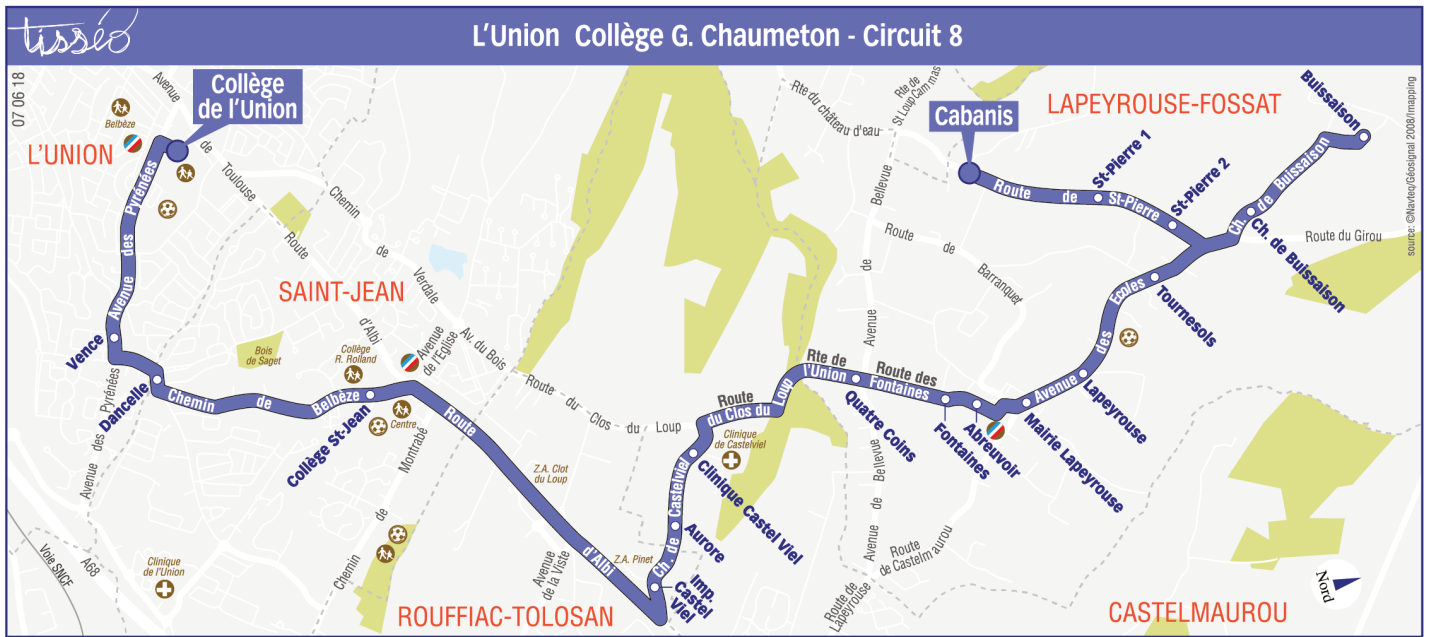 tisséo
L'Union Collège G. Chaumeton - Circuit 8
07 06 18
Avenue
de
Toulouse
Route
d'Albi
Collège
de l'Union
Belbèze
L'UNION
Avenue des Pyrénées
Chemin
de
Verdale
SAINT-JEAN
Vence
Bois
de Saget
Collège
R. Rolland
Avenue
de l'Eglise
Av. du Bois
Dancelle
Avenue des Pyrénées
Chemin de Belbèze
Collège St-Jean
Centre
Route
d'Albi
Chemin
de
Montrabé
Route du Clos du Loup
Z.A. Clot
du Loup
Voie SNCF
A68
Clinique
de l'Union
Avenue
de la Viste
Z.A. Pinet
ROUFFIAC-TOLOSAN
Imp.
Castel
Viel
Ch. de Castelviel
Aurore
Clinique Castel Viel
Clinique
de Castelviel
Route
du Clos du
Loup
Rte de
l'Union
Route des
Fontaines
Quatre Coins
Fontaines
Abreuvoir
Mairie Lapeyrouse
Lapeyrouse
Avenue
des
Ecoles
Tournesols
Rte du château d'eau
Rte de
St Loup Cammas
Cabanis
LAPEYROUSE-FOSSAT
Route de St-Pierre
St-Pierre 1
St-Pierre 2
Buissaison
Ch. de Buissaison
Ch. de Buissaison
Route du Girou
Avenue
de
Bellevue
Route
de
Barranquet
Avenue de Bellevue
Route
de Castelmaurou
Route de
Lapeyrouse
CASTELMAUROU
Nord
source: ©Navteq/Géosignal 2008/Imapping